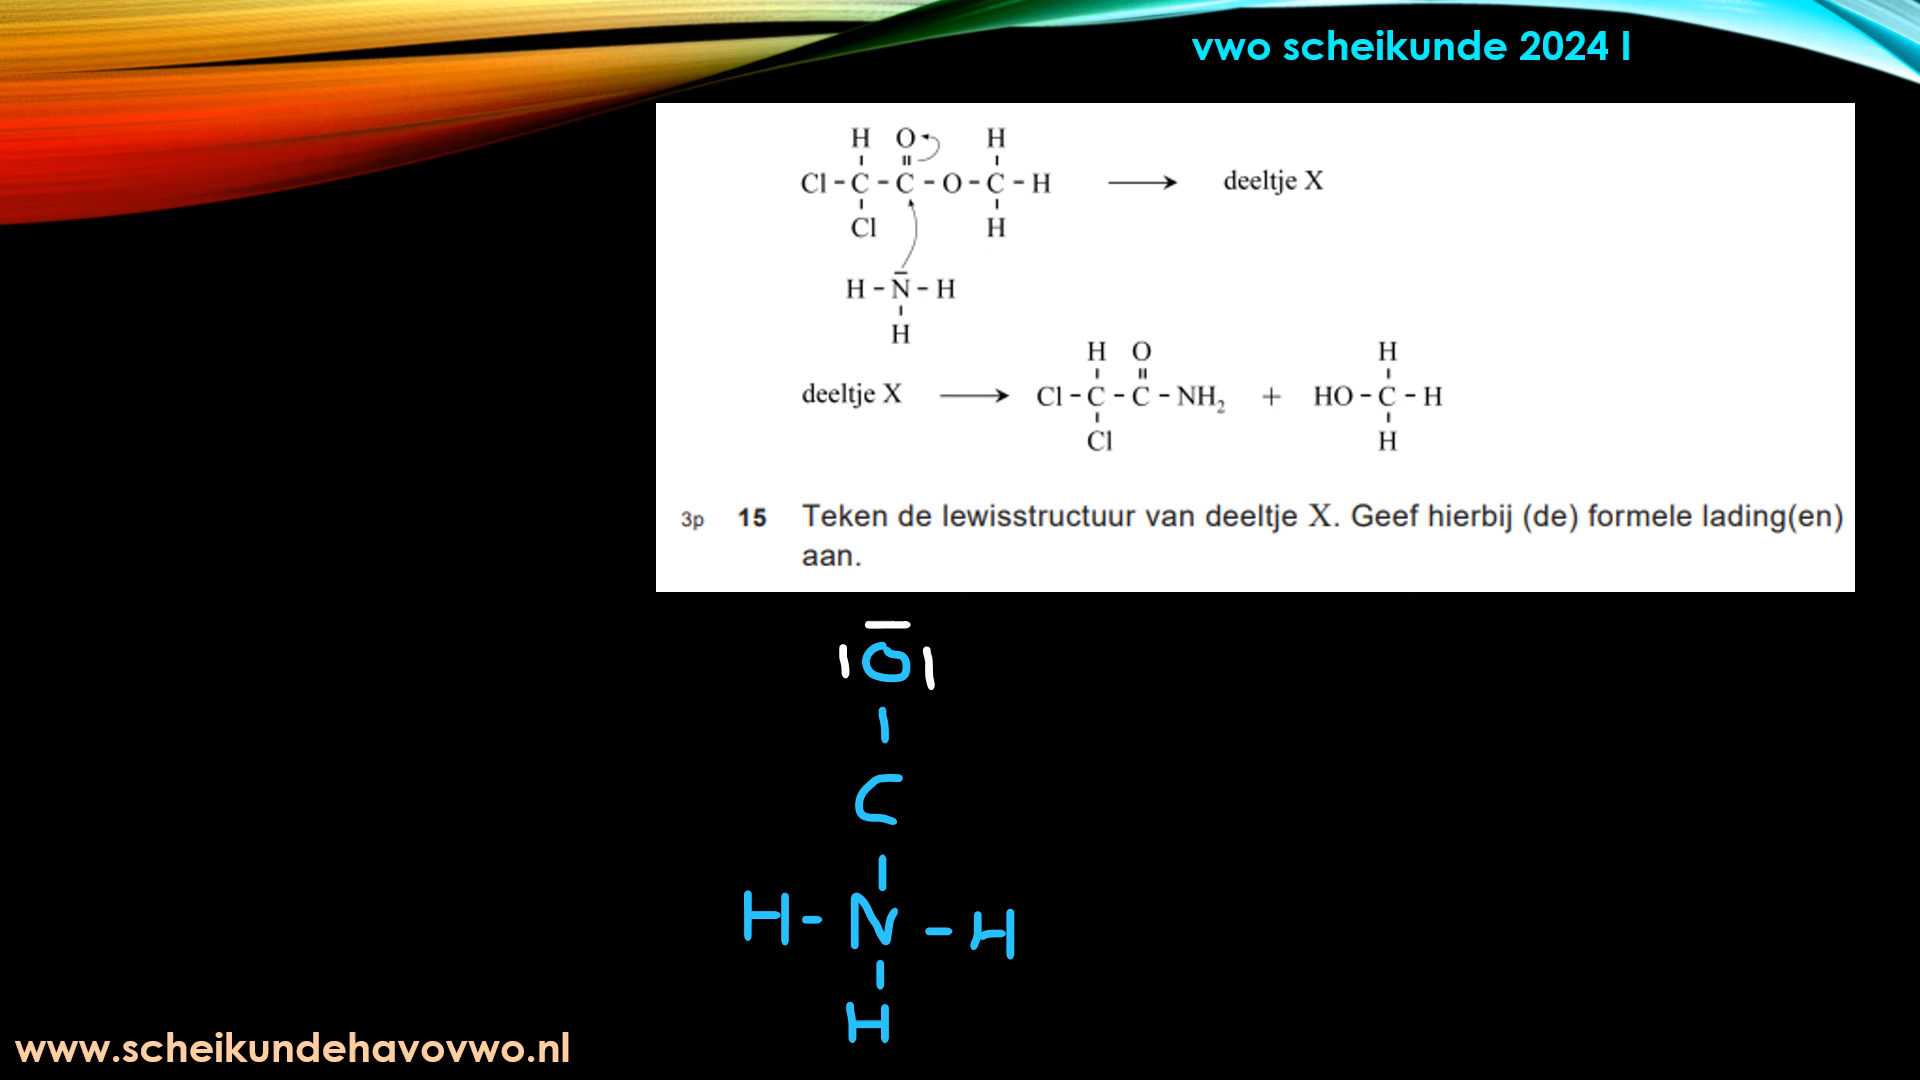 vwo scheikunde 2024 I
H O H
Cl - C - C - O - C - H ⟶ deeltje X
Cl H
H - N̄ - H
H
H O H
deeltje X ⟶ Cl - C - C - NH₂ + HO - C - H
Cl H
3p 15 Teken de lewisstructuur van deeltje X. Geef hierbij (de) formele lading(en)
aan.
|O̅|
C
H - N - H
H
www.scheikundehavovwo.nl